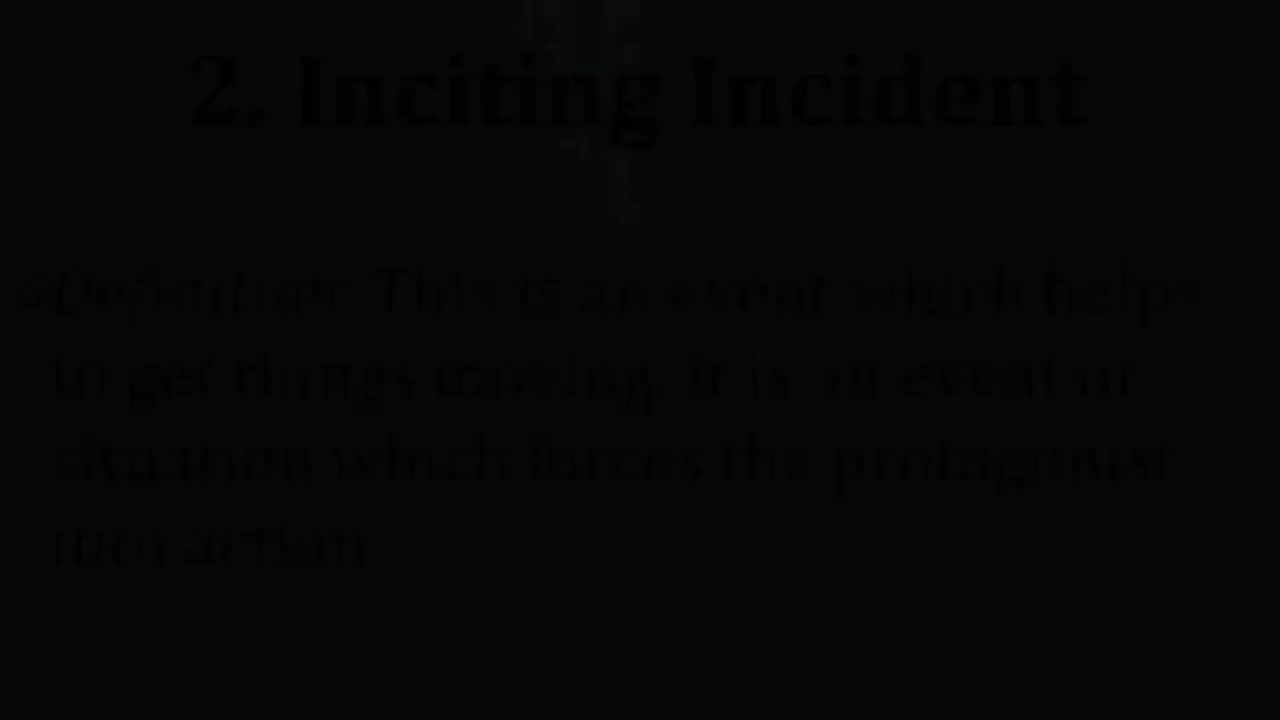 2. Inciting Incident
Definition: This is an event which helps
to get things moving. It is an event or
situation which forces the protagonist
into action.